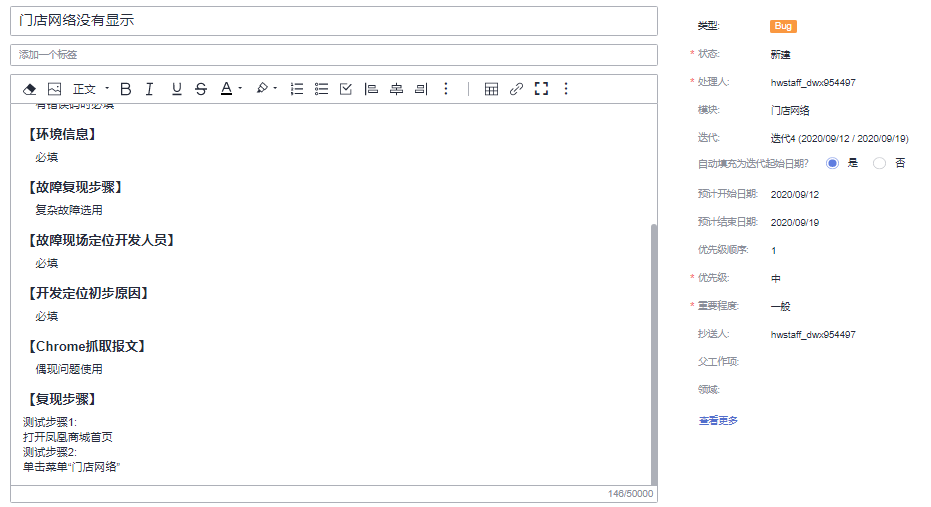 门店网络没有显示
添加一个标签
正文
B I U S A
有错误码时必填
【环境信息】
必填
【故障复现步骤】
复杂故障选用
【故障现场定位开发人员】
必填
【开发定位初步原因】
必填
【Chrome抓取报文】
偶现问题使用
【复现步骤】
测试步骤1:
打开凤凰商城首页
测试步骤2:
单击菜单“门店网络”
146/50000
类型: Bug
* 状态: 新建
* 处理人: hwstaff_dwx954497
模块: 门店网络
迭代: 迭代4 (2020/09/12 / 2020/09/19)
自动填充为迭代起始日期? 是 否
预计开始日期: 2020/09/12
预计结束日期: 2020/09/19
优先级顺序: 1
* 优先级: 中
* 重要程度: 一般
抄送人: hwstaff_dwx954497
父工作项:
领域:
查看更多